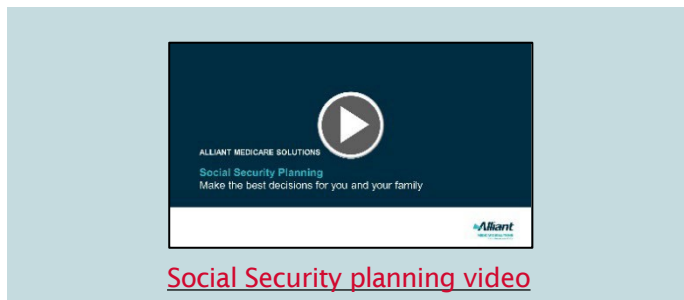 ALLIANT MEDICARE SOLUTIONS
Social Security Planning
Make the best decisions for you and your family
Alliant
Social Security planning video